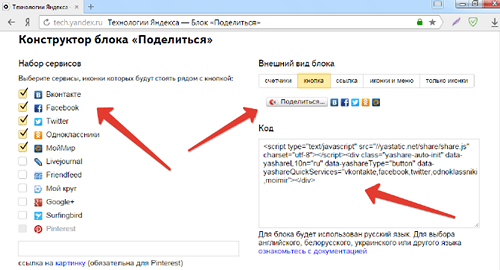 Технологии Яндекса —
tech.yandex.ru Технологии Яндекса — Блок «Поделиться»
Конструктор блока «Поделиться»
Набор сервисов
Выберите сервисы, иконки которых будут стоять рядом с кнопкой:
Вконтакте
Facebook
Twitter
Одноклассники
МойМир
Livejournal
Friendfeed
Мой круг
Google+
Surfingbird
Pinterest
ссылка на картинку (обязательна для Pinterest)
Внешний вид блока
счетчики кнопка ссылка иконки и меню только иконки
Поделиться...
Код
<script type="text/javascript" src="//yastatic.net/share/share.js"
charset="utf-8"></script><div class="yashare-auto-init" data-
yashareL10n="ru" data-yashareType="button" data-
yashareQuickServices="vkontakte,facebook,twitter,odnoklassniki
,moimir"></div>
Для блока будет использован русский язык. Для выбора
английского, белорусского, украинского или другого языка
ознакомьтесь с документацией